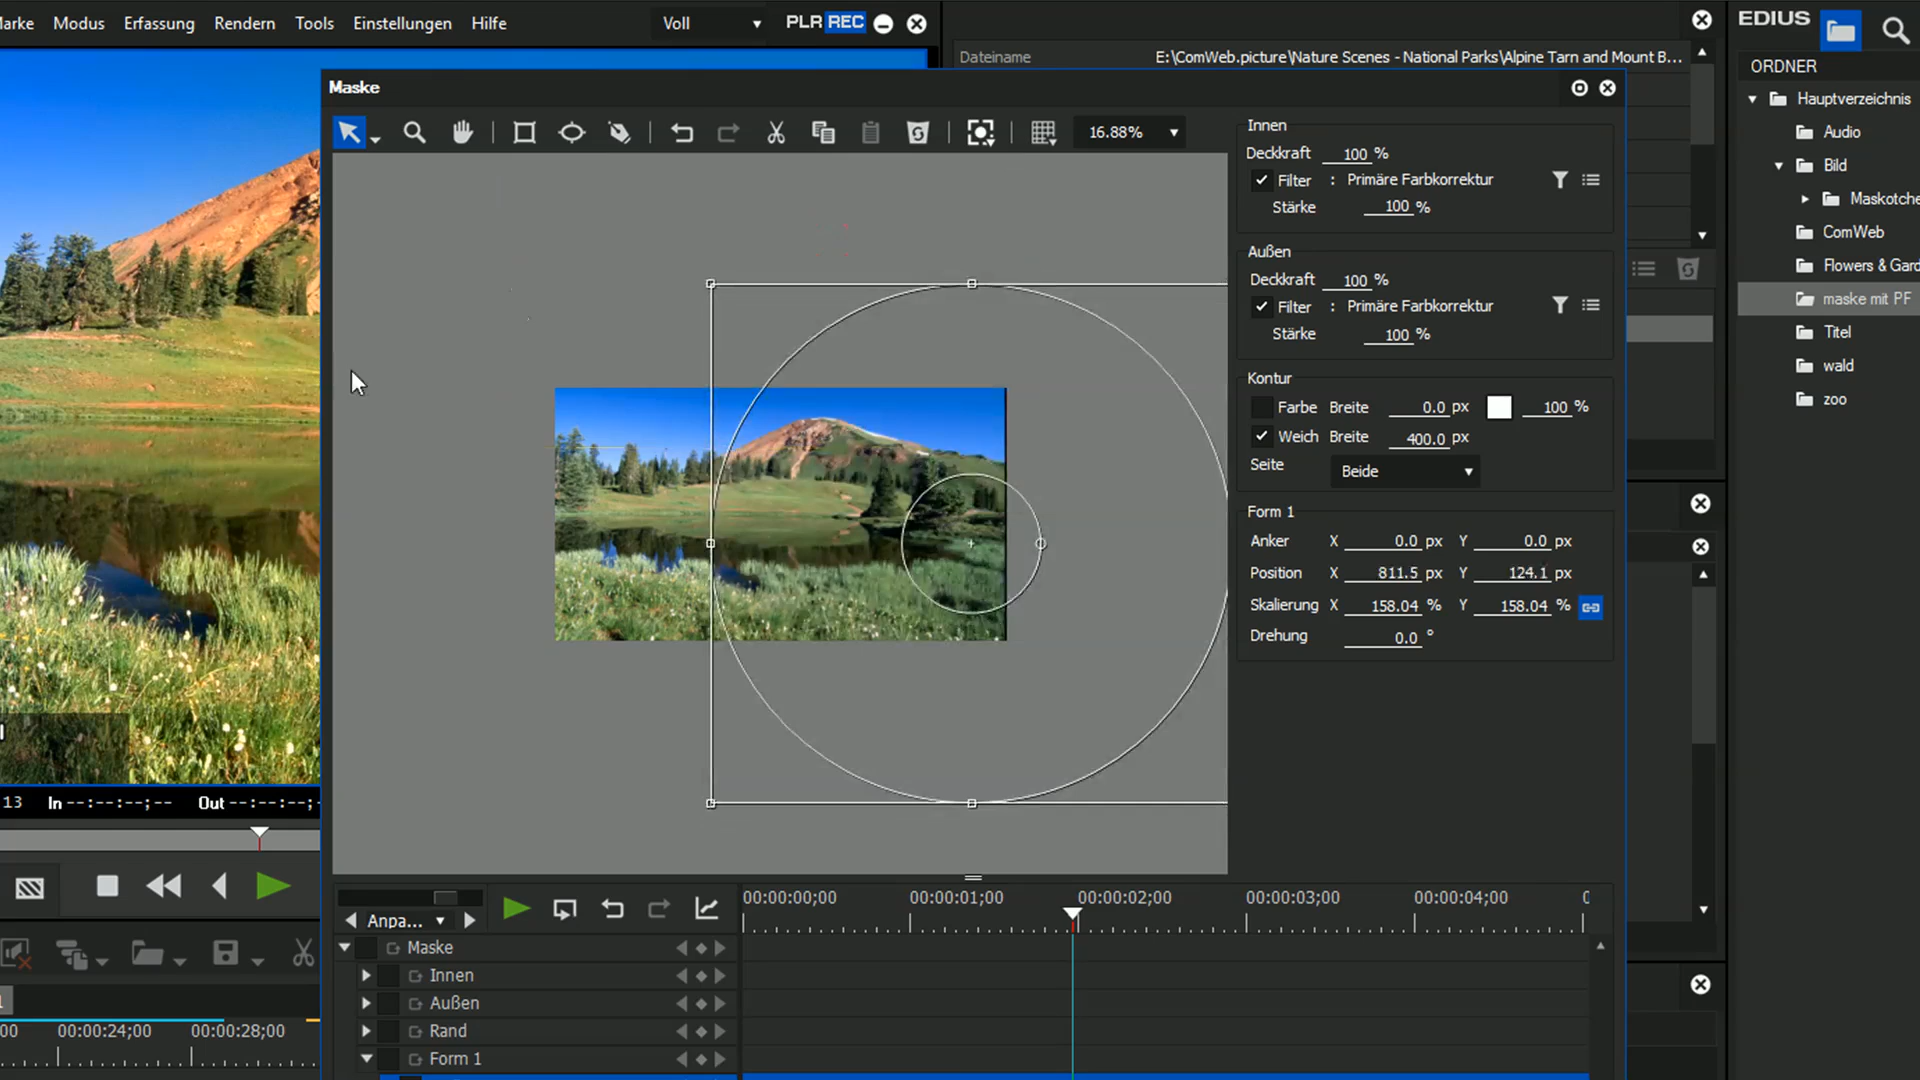 Marke Modus Erfassung Rendern Tools Einstellungen Hilfe
Voll
PLR REC
Dateiname E:\ComWeb.picture\Nature Scenes - National Parks\Alpine Tarn and Mount B...
EDIUS
ORDNER
Hauptverzeichnis
Audio
Bild
Maskotche
ComWeb
Flowers & Gard
maske mit PF
Titel
wald
zoo
Maske
16.88%
Innen
Deckkraft 100 %
Filter : Primäre Farbkorrektur
Stärke 100 %
Außen
Deckkraft 100 %
Filter : Primäre Farbkorrektur
Stärke 100 %
Kontur
Farbe Breite 0.0 px 100 %
Weich Breite 400.0 px
Seite Beide
Form 1
Anker X 0.0 px Y 0.0 px
Position X 811.5 px Y 124.1 px
Skalierung X 158.04 % Y 158.04 %
Drehung 0.0 °
13 In --:--:--;-- Out --:--:--;-
Anpa...
00:00:00;00 00:00:01;00 00:00:02;00 00:00:03;00 00:00:04;00
Maske
Innen
Außen
Rand
Form 1
00 00:00:24;00 00:00:28;00